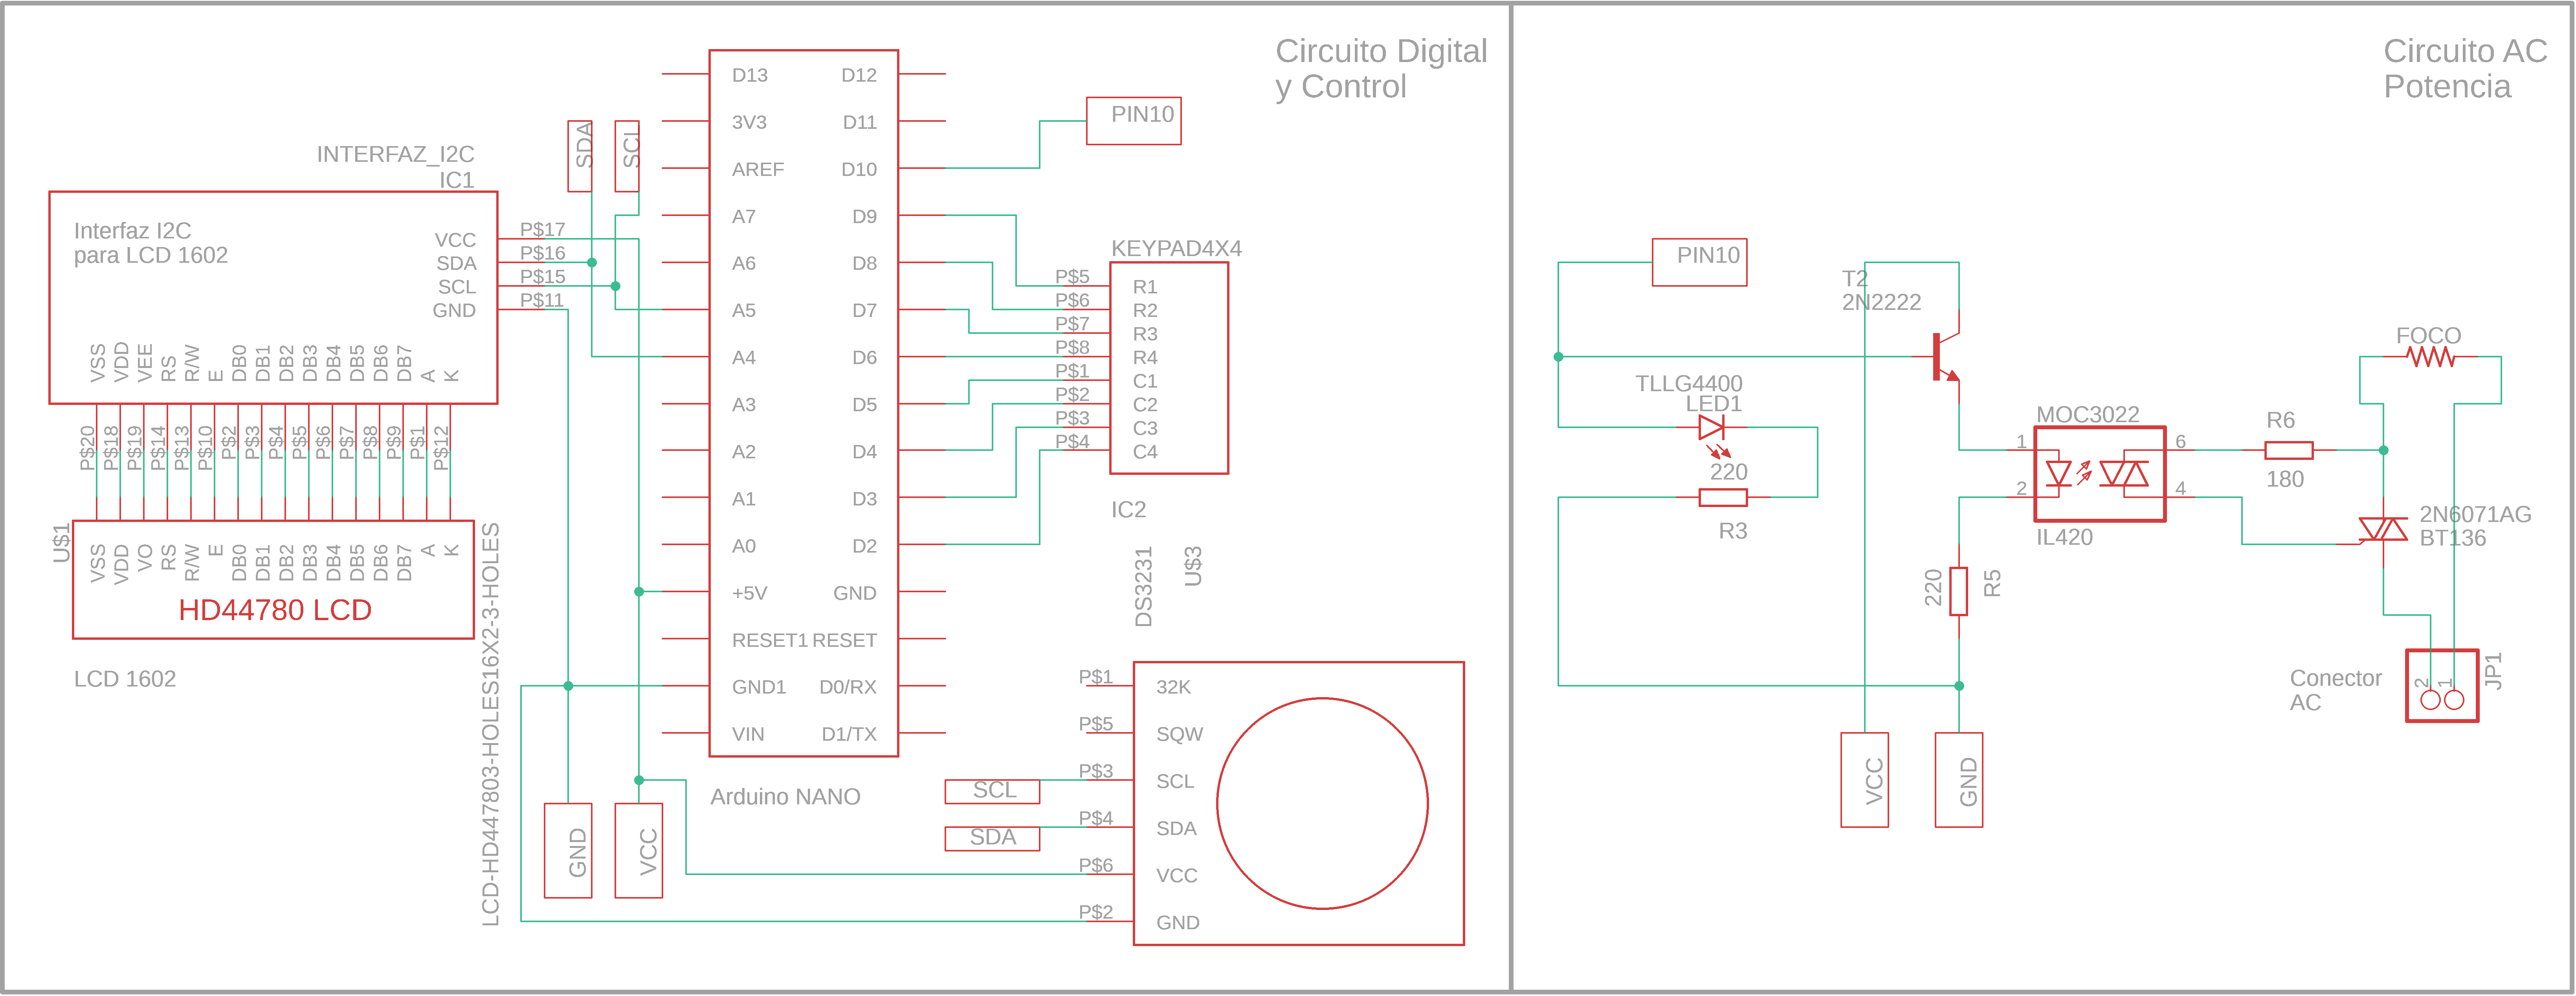 Circuito Digital
y Control
INTERFAZ_I2C
IC1
Interfaz I2C
para LCD 1602
VCC
SDA
SCL
GND
P$17
P$16
P$15
P$11
VSS
VDD
VEE
RS
R/W
E
DB0
DB1
DB2
DB3
DB4
DB5
DB6
DB7
A
K
P$20
P$18
P$19
P$14
P$13
P$10
P$2
P$3
P$4
P$5
P$6
P$7
P$8
P$9
P$1
P$12
U$1
VSS
VDD
VO
RS
R/W
E
DB0
DB1
DB2
DB3
DB4
DB5
DB6
DB7
A
K
HD44780 LCD
LCD 1602
LCD-HD447803-HOLES16X2-3-HOLES
SDA
SCL
GND
VCC
D13 D12
3V3 D11
AREF D10
A7 D9
A6 D8
A5 D7
A4 D6
A3 D5
A2 D4
A1 D3
A0 D2
+5V GND
RESET1 RESET
GND1 D0/RX
VIN D1/TX
Arduino NANO
PIN10
KEYPAD4X4
P$5 R1
P$6 R2
P$7 R3
P$8 R4
P$1 C1
P$2 C2
P$3 C3
P$4 C4
IC2
DS3231
U$3
P$1 32K
P$5 SQW
SCL P$3 SCL
SDA P$4 SDA
P$6 VCC
P$2 GND
Circuito AC
Potencia
PIN10
T2
2N2222
TLLG4400
LED1
220
R3
220
R5
VCC
GND
MOC3022
1
2
6
4
IL420
R6
180
FOCO
2N6071AG
BT136
Conector
AC
2
1
JP1